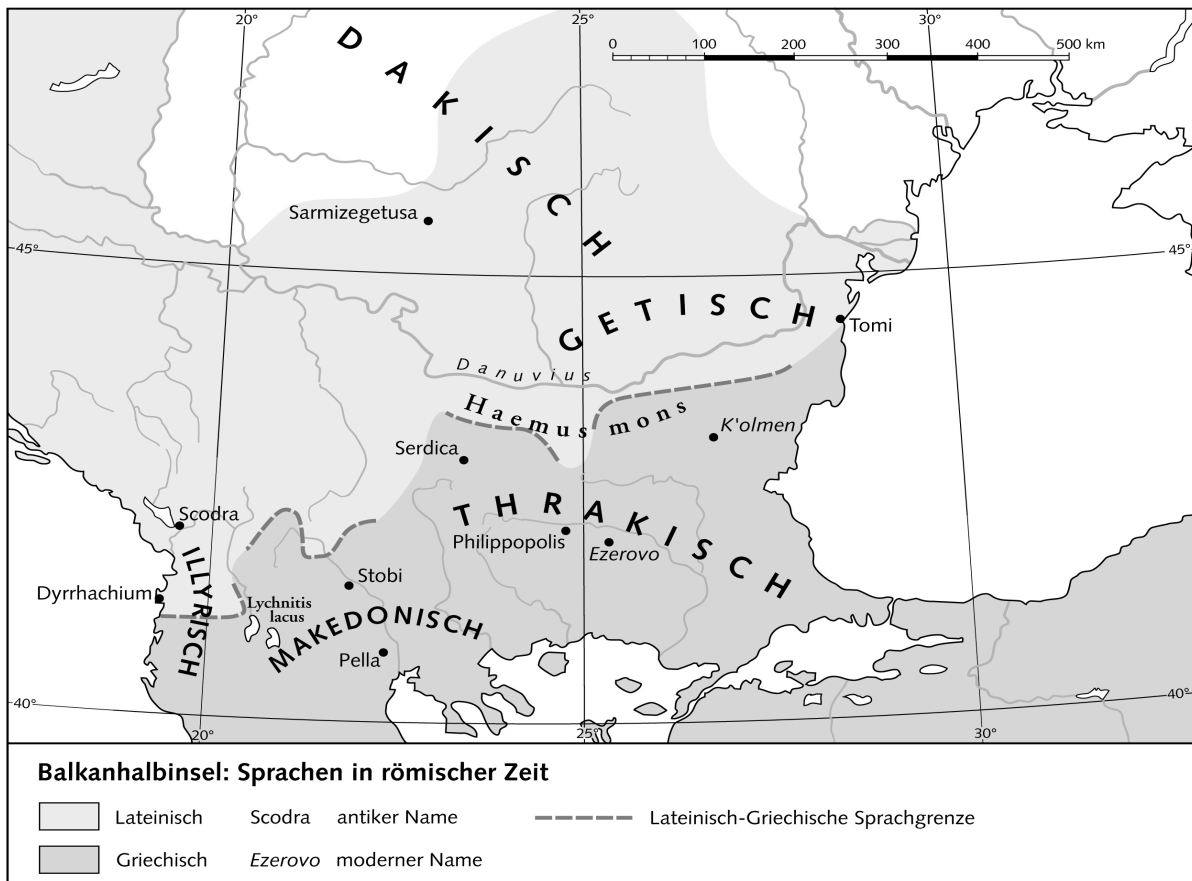 20°
25°
30°
0 100 200 300 400 500 km
DAKISCH
Sarmizegetusa
45°
45°
GETISCH
Tomi
Danuvius
Haemus mons
K'olmen
Serdica
THRAKISCH
Scodra
Philippopolis
Ezerovo
ILLYRISCH
Dyrrhachium
Stobi
Lychnitis
lacus
MAKEDONISCH
Pella
40°
40°
20°
25°
30°
Balkanhalbinsel: Sprachen in römischer Zeit
Lateinisch Scodra antiker Name Lateinisch-Griechische Sprachgrenze
Griechisch Ezerovo moderner Name